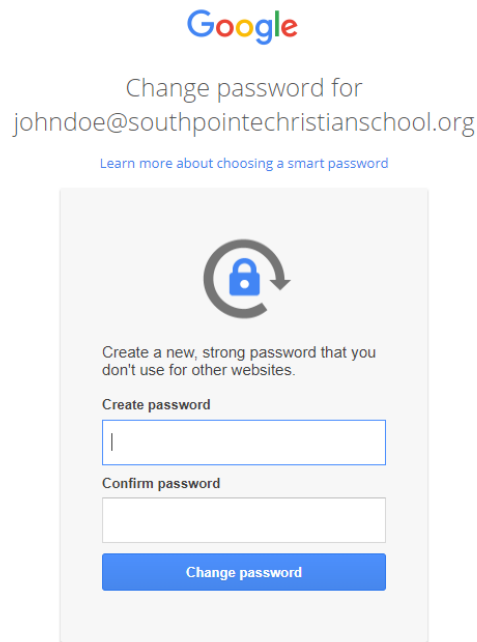 Google
Change password for
johndoe@southpointechristianschool.org
Learn more about choosing a smart password
Create a new, strong password that you
don't use for other websites.
Create password
Confirm password
Change password